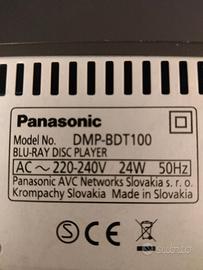 Panasonic
Model No. DMP-BDT100
BLU-RAY DISC PLAYER
AC ~ 220-240V 24W 50Hz
Panasonic AVC Networks Slovakia s. r. o.
Krompachy Slovakia Made in Slovakia
subito